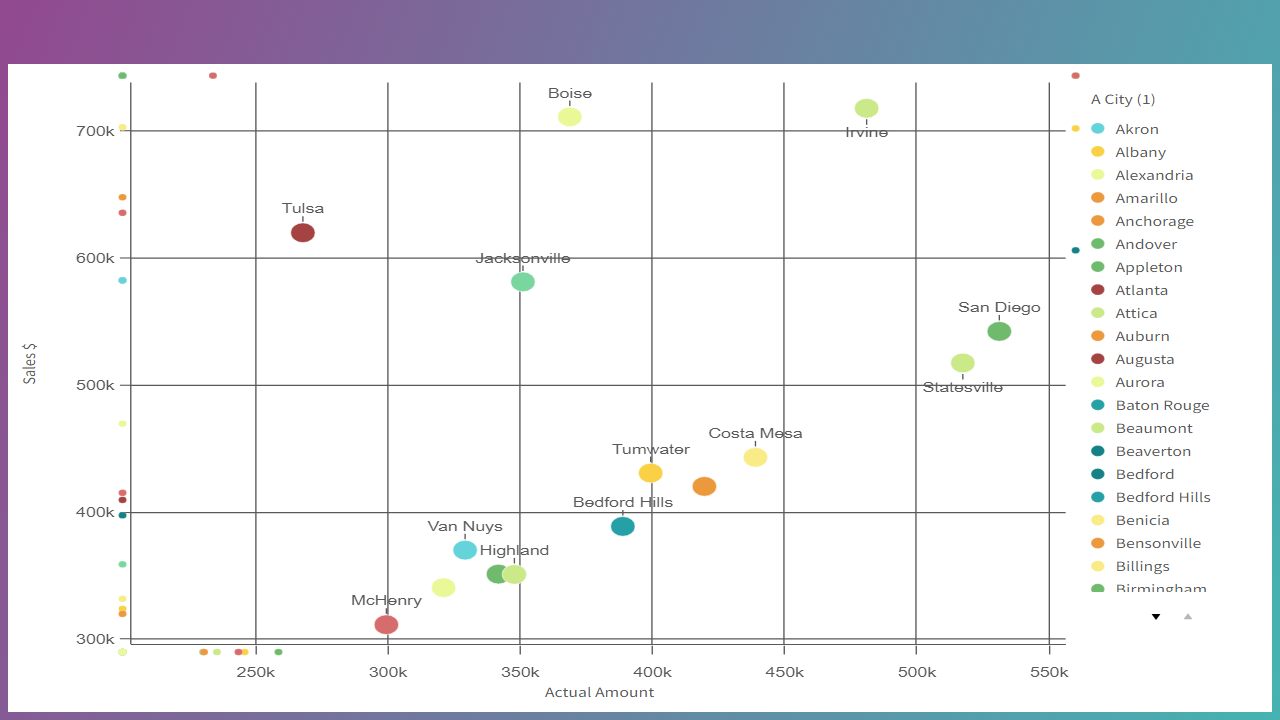 Boise
Irvine
700k
Tulsa
600k
Jacksonville
San Diego
Sales $
500k
Statesville
Costa Mesa
Tumwater
Bedford Hills
400k
Van Nuys
Highland
McHenry
300k
250k
300k
350k
400k
450k
500k
550k
Actual Amount
A City (1)
Akron
Albany
Alexandria
Amarillo
Anchorage
Andover
Appleton
Atlanta
Attica
Auburn
Augusta
Aurora
Baton Rouge
Beaumont
Beaverton
Bedford
Bedford Hills
Benicia
Bensonville
Billings
Birmingham